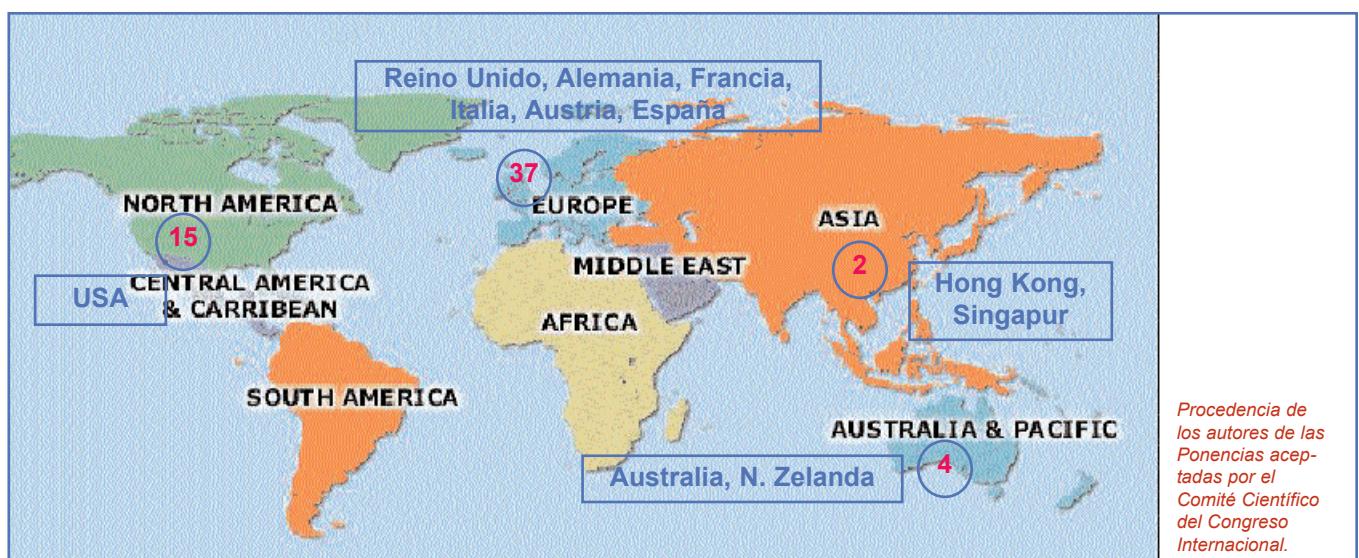 Reino Unido, Alemania, Francia,
Italia, Austria, España
37
NORTH AMERICA
EUROPE
ASIA
15
MIDDLE EAST
2
USA
CENTRAL AMERICA
& CARRIBEAN
Hong Kong,
Singapur
AFRICA
SOUTH AMERICA
AUSTRALIA & PACIFIC
Australia, N. Zelanda
4
Procedencia de
los autores de las
Ponencias acep-
tadas por el
Comité Científico
del Congreso
Internacional.